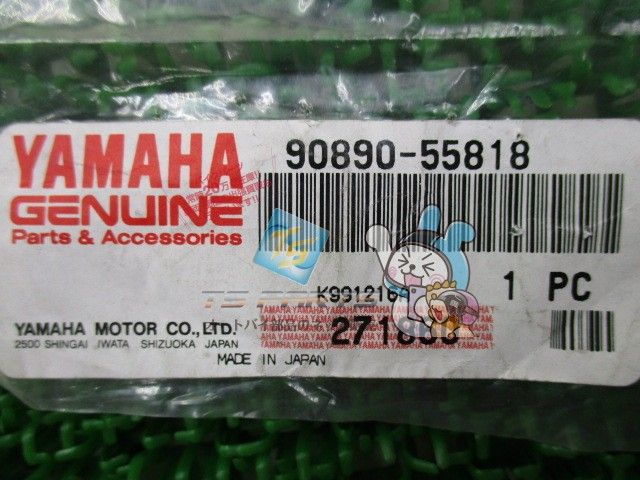 YAMAHA
GENUINE
Parts & Accessories
90890-55818
1 PC
YAMAHA MOTOR CO.,LTD.
2500 SHINGAI IWATA SHIZUOKA JAPAN
MADE IN JAPAN